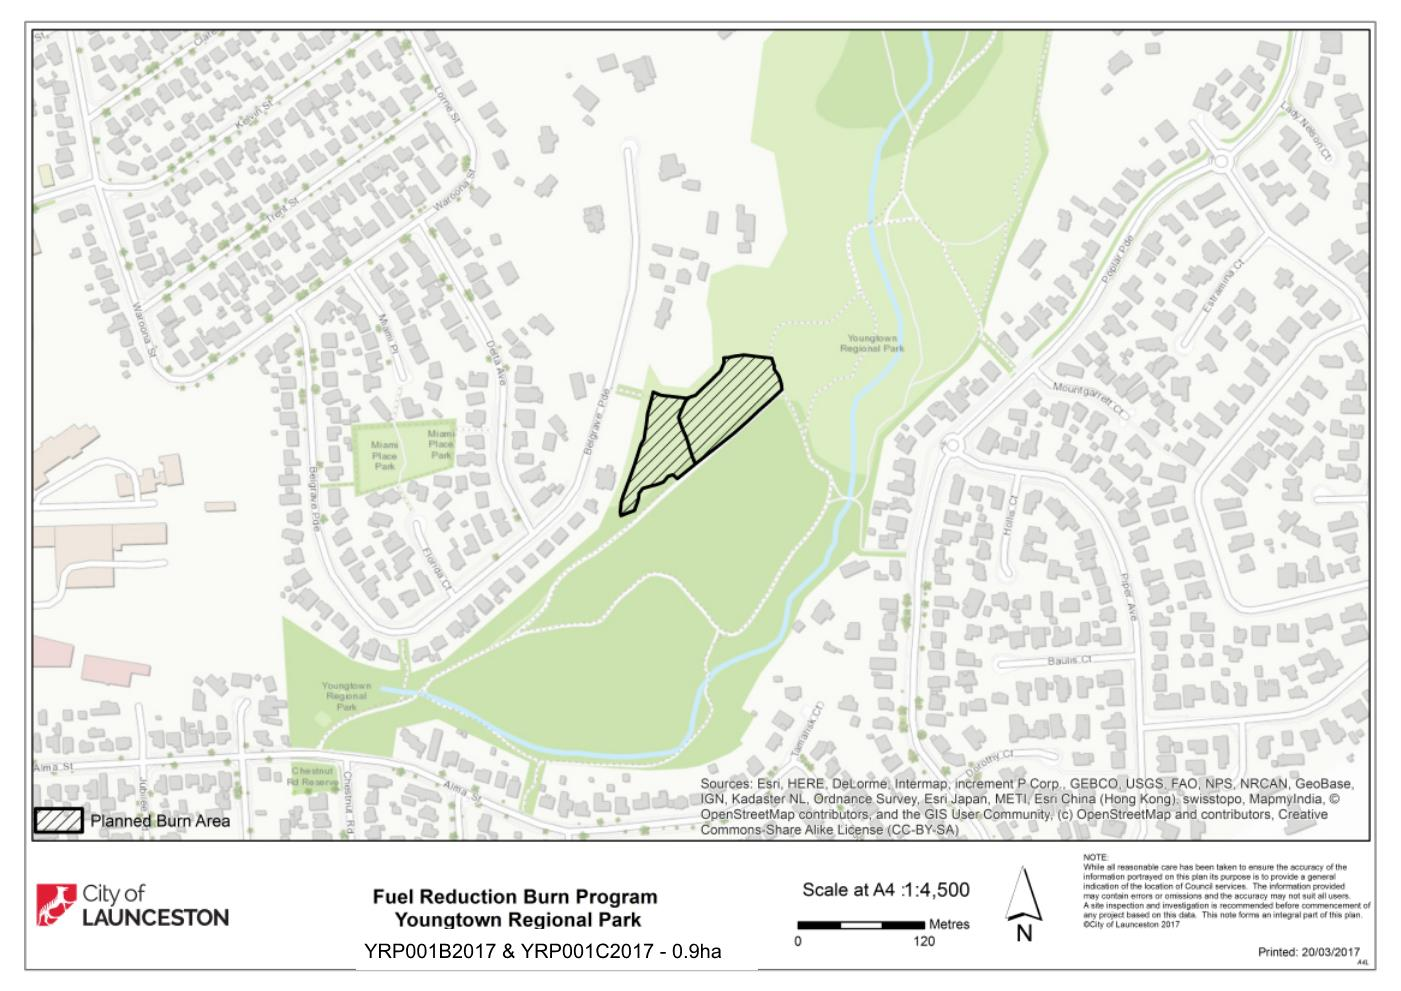 St
Clare
Kelvin St
Lorne St
Trent St
Waroona St
Waroona St
Miami Pl
Delta Ave
Belgrave Pde
Belgrave Pde
Miami
Place
Park
Miami
Place
Park
Florida Ct
Youngtown
Regional Park
Poplar Pde
Lady Nelson Ct
Estramina Ct
Mountgarrett Ct
Hollis Ct
Piper Ave
Baulis Ct
Youngtown
Regional
Park
Tamarisk Ct
Dorothy Ct
Alma St
Jubilee
Chestnut
Rd Reserve
Chestnut Rd
Alma St
Planned Burn Area
Sources: Esri, HERE, DeLorme, Intermap, increment P Corp., GEBCO, USGS, FAO, NPS, NRCAN, GeoBase,
IGN, Kadaster NL, Ordnance Survey, Esri Japan, METI, Esri China (Hong Kong), swisstopo, MapmyIndia, ©
OpenStreetMap contributors, and the GIS User Community, (c) OpenStreetMap and contributors, Creative
Commons-Share Alike License (CC-BY-SA)
City of
LAUNCESTON
Fuel Reduction Burn Program
Youngtown Regional Park
YRP001B2017 & YRP001C2017 - 0.9ha
Scale at A4 :1:4,500
Metres
0 120
N
NOTE:
While all reasonable care has been taken to ensure the accuracy of the
information portrayed on this plan its purpose is to provide a general
indication of the location of Council services. The information provided
may contain errors or omissions and the accuracy may not suit all users.
A site inspection and investigation is recommended before commencement of
any project based on this data. This note forms an integral part of this plan.
©City of Launceston 2017
Printed: 20/03/2017
A4L